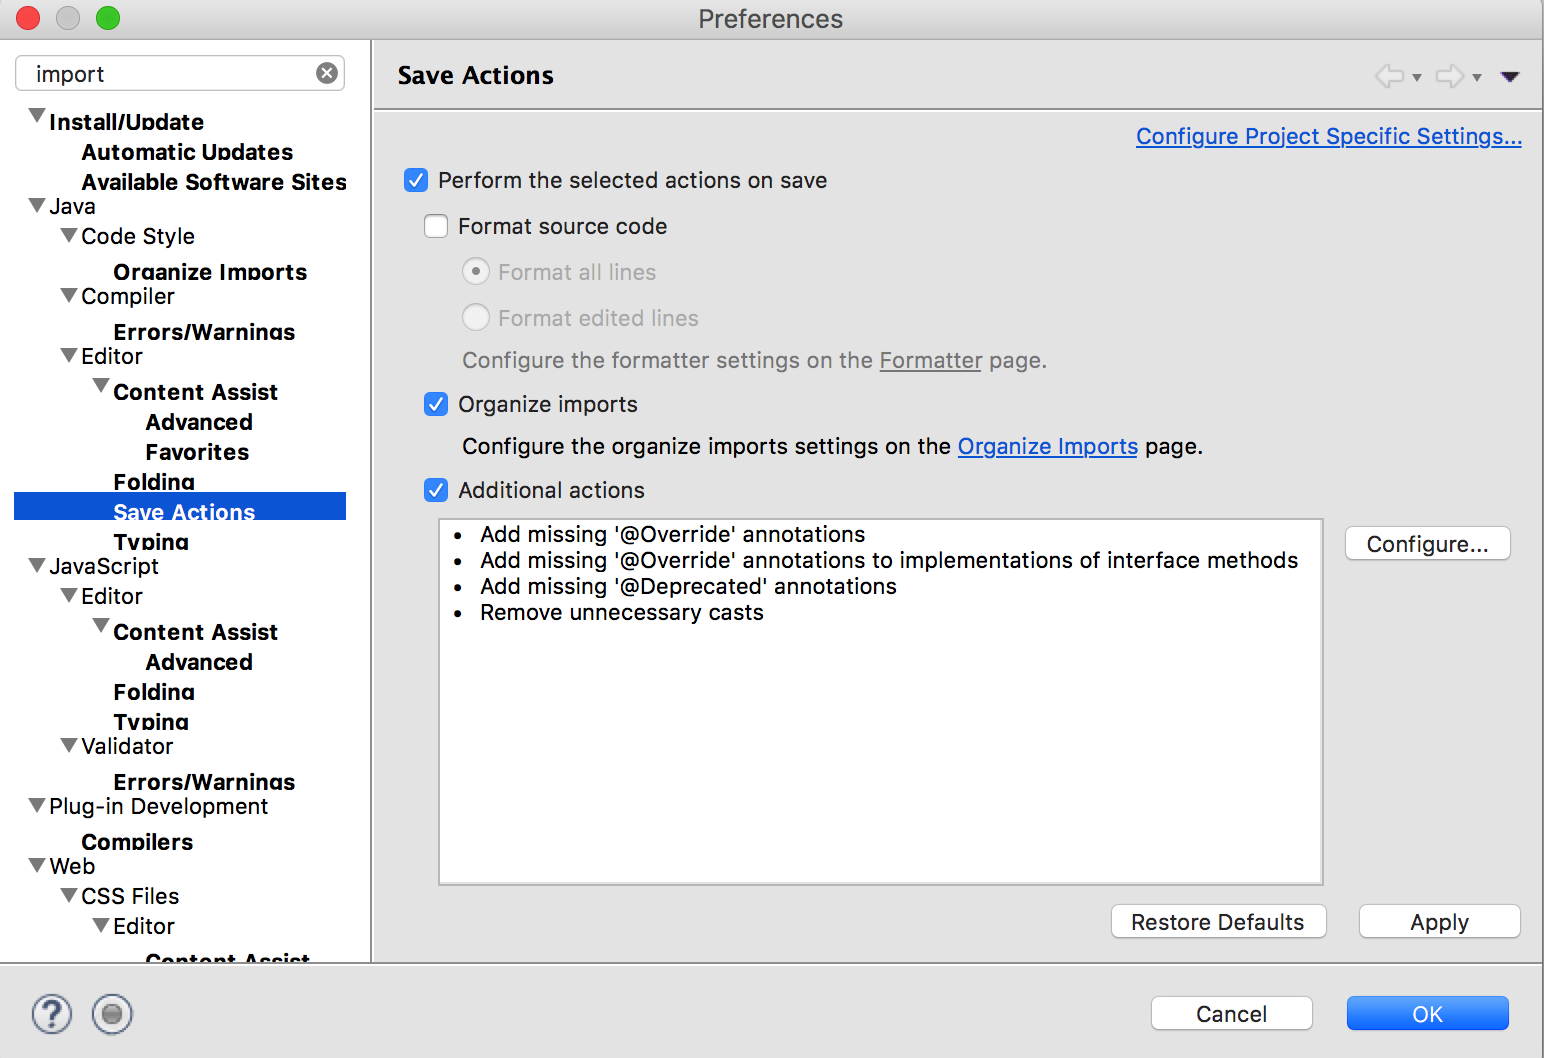 Preferences
import
Install/Update
Automatic Updates
Available Software Sites
Java
Code Style
Organize Imports
Compiler
Errors/Warnings
Editor
Content Assist
Advanced
Favorites
Folding
Save Actions
Typing
JavaScript
Editor
Content Assist
Advanced
Folding
Typing
Validator
Errors/Warnings
Plug-in Development
Compilers
Web
CSS Files
Editor
Content Assist
Save Actions
Configure Project Specific Settings...
Perform the selected actions on save
Format source code
Format all lines
Format edited lines
Configure the formatter settings on the Formatter page.
Organize imports
Configure the organize imports settings on the Organize Imports page.
Additional actions
• Add missing '@Override' annotations
• Add missing '@Override' annotations to implementations of interface methods
• Add missing '@Deprecated' annotations
• Remove unnecessary casts
Configure...
Restore Defaults
Apply
?
Cancel
OK